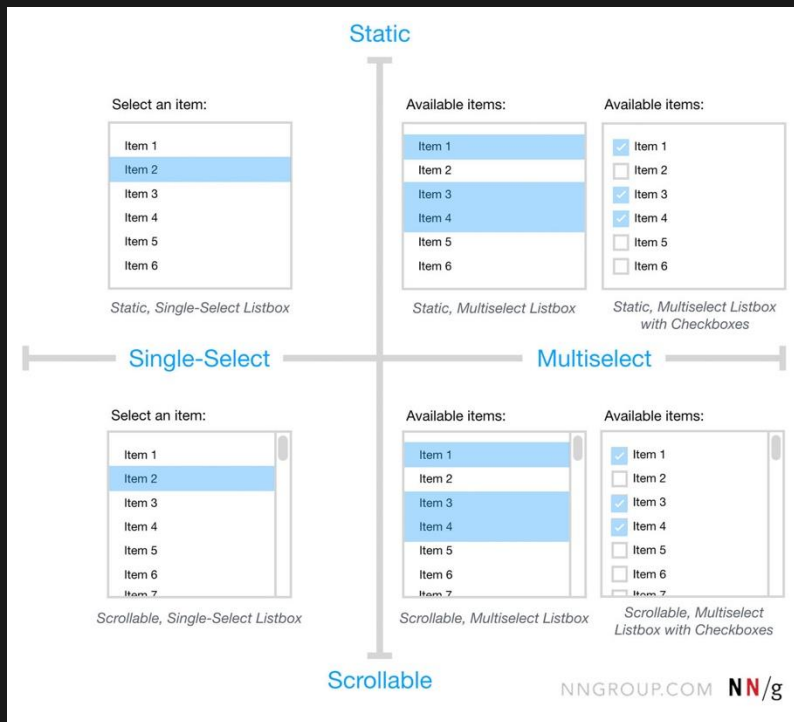 Static
Select an item:
Item 1
Item 2
Item 3
Item 4
Item 5
Item 6
Static, Single-Select Listbox
Available items:
Item 1
Item 2
Item 3
Item 4
Item 5
Item 6
Static, Multiselect Listbox
Available items:
Item 1
Item 2
Item 3
Item 4
Item 5
Item 6
Static, Multiselect Listbox
with Checkboxes
Single-Select
Multiselect
Select an item:
Item 1
Item 2
Item 3
Item 4
Item 5
Item 6
Item 7
Scrollable, Single-Select Listbox
Available items:
Item 1
Item 2
Item 3
Item 4
Item 5
Item 6
Item 7
Scrollable, Multiselect Listbox
Available items:
Item 1
Item 2
Item 3
Item 4
Item 5
Item 6
Item 7
Scrollable, Multiselect
Listbox with Checkboxes
Scrollable
NNGROUP.COM NN/g